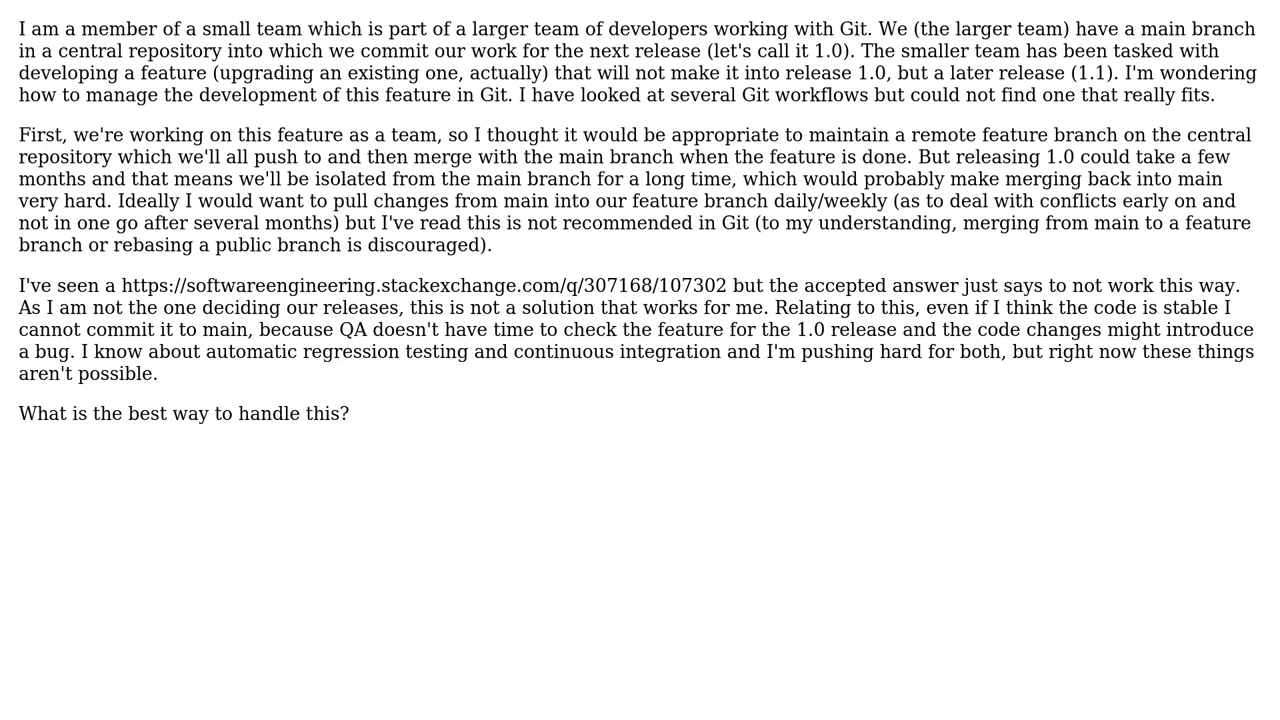 I am a member of a small team which is part of a larger team of developers working with Git. We (the larger team) have a main branch
in a central repository into which we commit our work for the next release (let's call it 1.0). The smaller team has been tasked with
developing a feature (upgrading an existing one, actually) that will not make it into release 1.0, but a later release (1.1). I'm wondering
how to manage the development of this feature in Git. I have looked at several Git workflows but could not find one that really fits.
First, we're working on this feature as a team, so I thought it would be appropriate to maintain a remote feature branch on the central
repository which we'll all push to and then merge with the main branch when the feature is done. But releasing 1.0 could take a few
months and that means we'll be isolated from the main branch for a long time, which would probably make merging back into main
very hard. Ideally I would want to pull changes from main into our feature branch daily/weekly (as to deal with conflicts early on and
not in one go after several months) but I've read this is not recommended in Git (to my understanding, merging from main to a feature
branch or rebasing a public branch is discouraged).
I've seen a https://softwareengineering.stackexchange.com/q/307168/107302 but the accepted answer just says to not work this way.
As I am not the one deciding our releases, this is not a solution that works for me. Relating to this, even if I think the code is stable I
cannot commit it to main, because QA doesn't have time to check the feature for the 1.0 release and the code changes might introduce
a bug. I know about automatic regression testing and continuous integration and I'm pushing hard for both, but right now these things
aren't possible.
What is the best way to handle this?